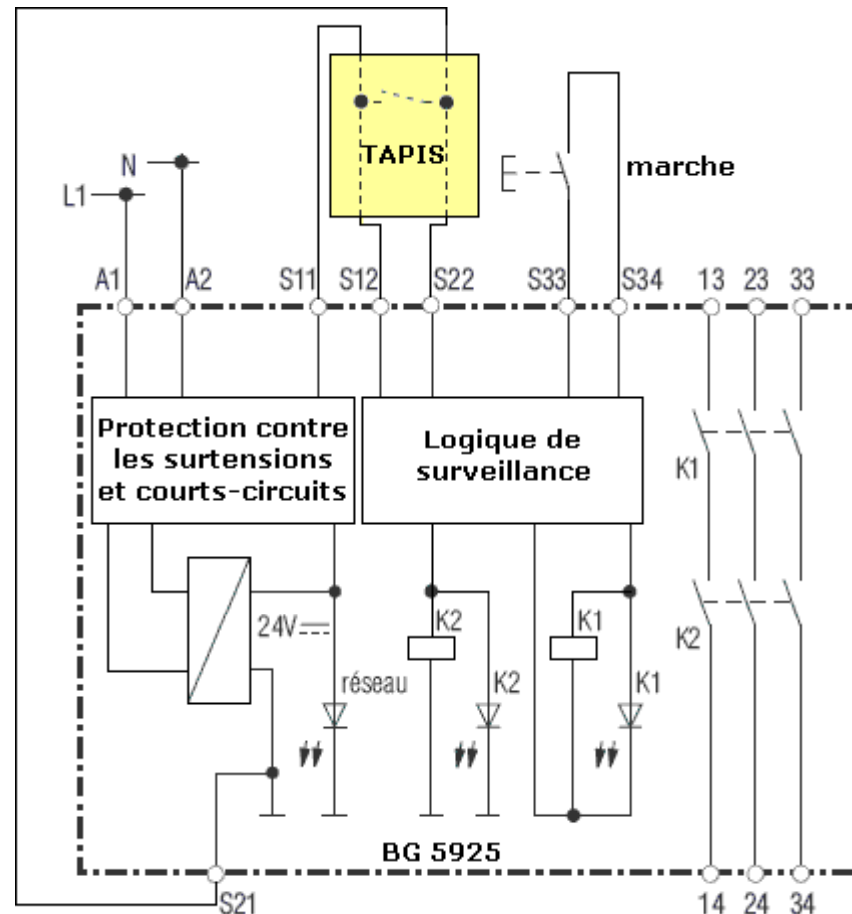 TAPIS
marche
N
L1
A1 A2 S11 S12 S22 S33 S34 13 23 33
Protection contre
les surtensions
et courts-circuits
Logique de
surveillance
K1
K2
24V
K2
K1
réseau
K2
K1
BG 5925
S21
14 24 34